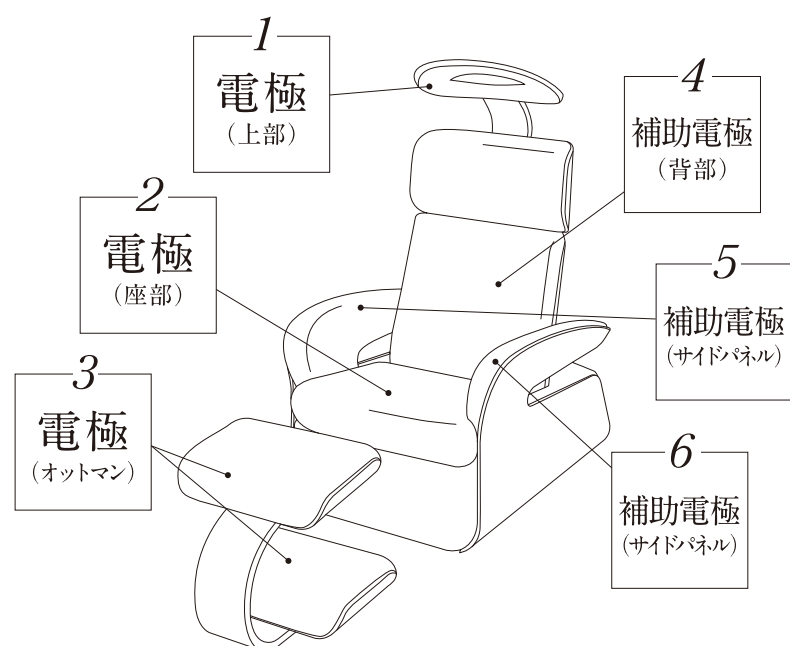 1
電極
（上部）
2
電極
（座部）
3
電極
（オットマン）
4
補助電極
（背部）
5
補助電極
（サイドパネル）
6
補助電極
（サイドパネル）